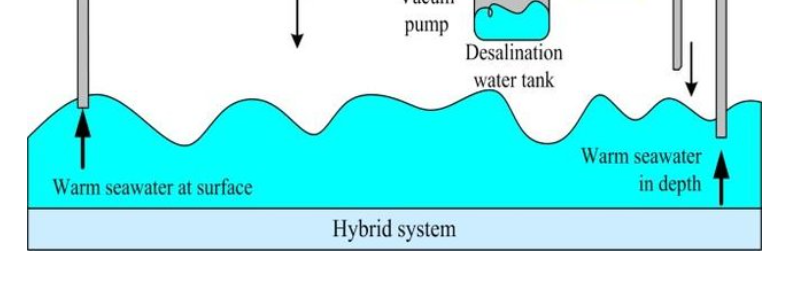 pump
Desalination
water tank
Warm seawater
in depth
Warm seawater at surface
Hybrid system